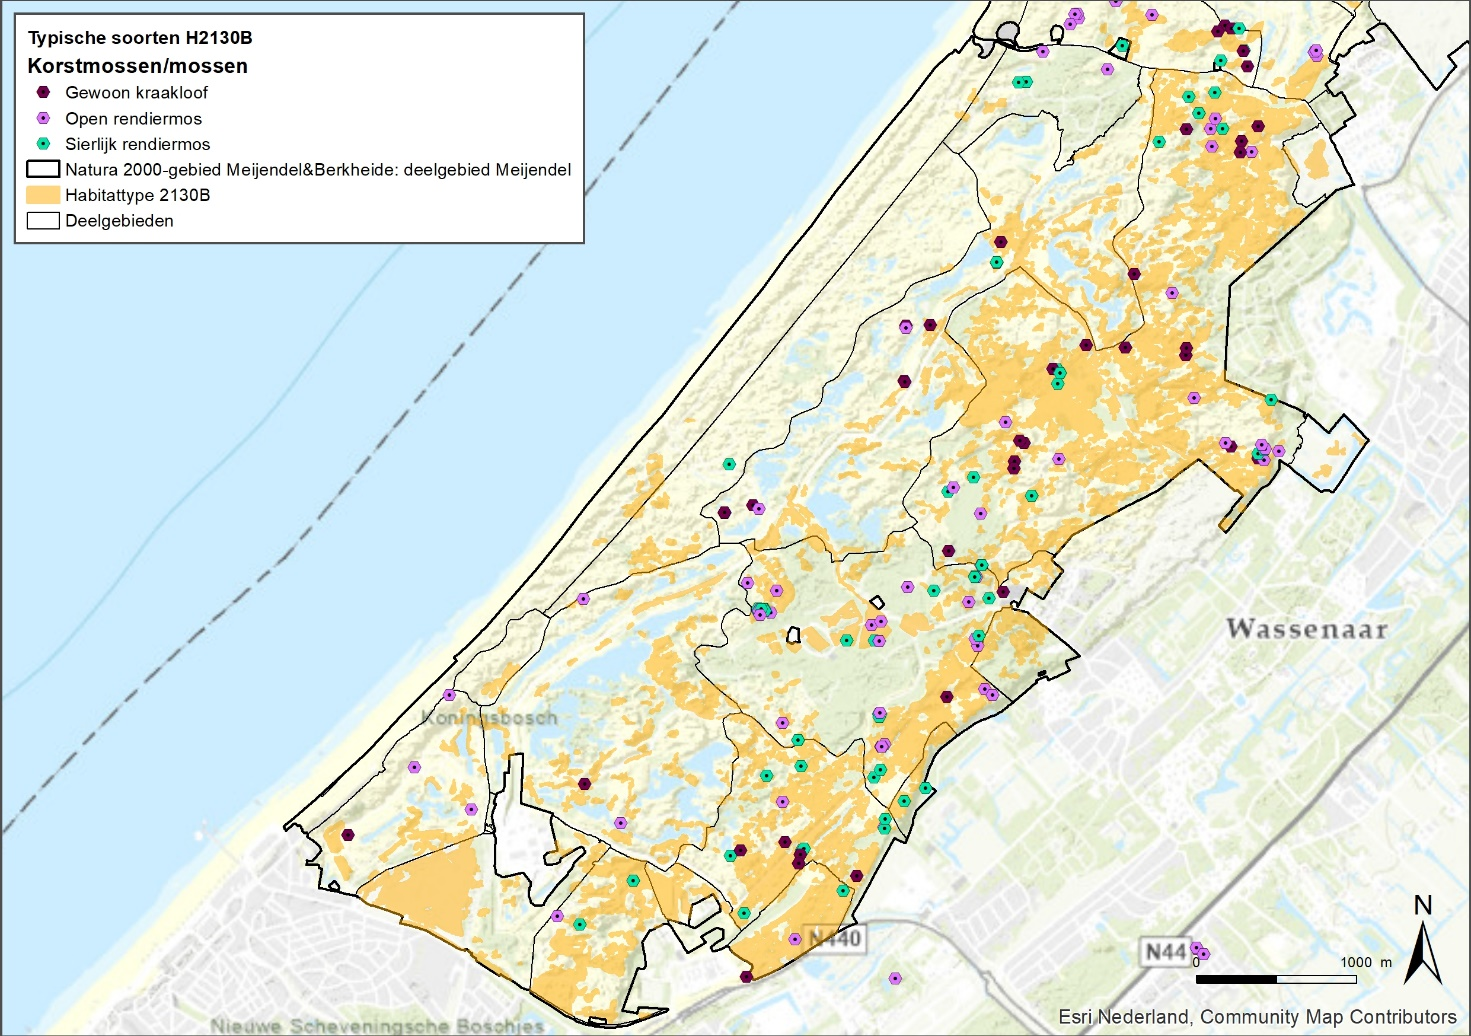 Typische soorten H2130B
Korstmossen/mossen
Gewoon kraakloof
Open rendiermos
Sierlijk rendiermos
Natura 2000-gebied Meijendel&Berkheide: deelgebied Meijendel
Habitattype 2130B
Deelgebieden
Wassenaar
Koningsbosch
N440
N44
N
0 1000 m
Esri Nederland, Community Map Contributors
Nieuwe Scheveningsche Boschjes